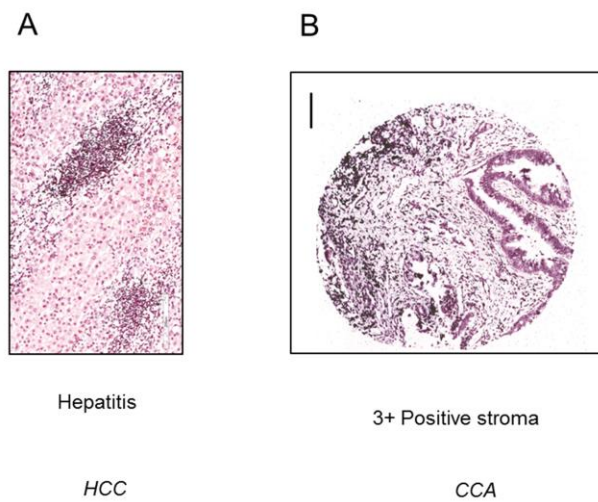 A
B
Hepatitis
3+ Positive stroma
HCC
CCA